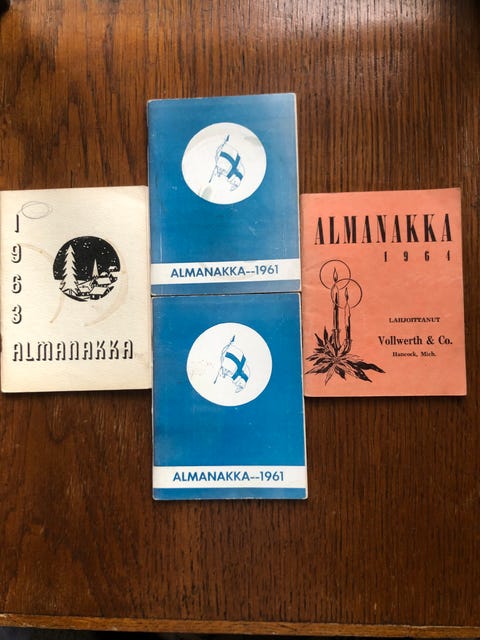 1963
ALMANAKKA
ALMANAKKA--1961
ALMANAKKA--1961
ALMANAKKA
1964
LAHJOITTANUT
Vollwerth & Co.
Hancock, Mich.